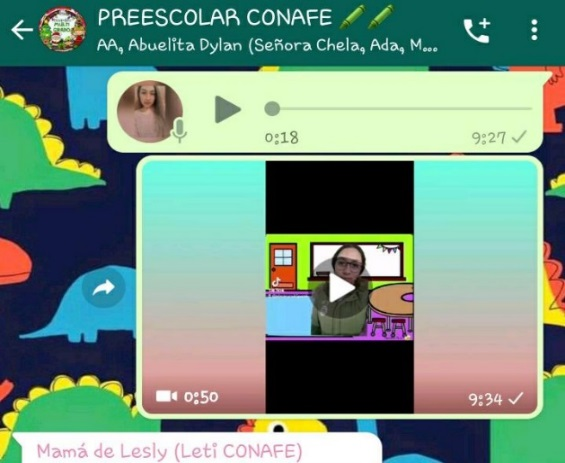 PREESCOLAR CONAFE
AA, Abuelita Dylan (Señora Chela, Ada, M...
0:18
9:27
0:50
9:34
Mamá de Lesly (Leti CONAFE)